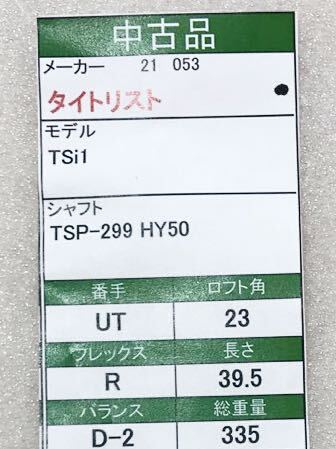 中古品
メーカー 21 053
タイトリスト
モデル
TSi1
シャフト
TSP-299 HY50
番手 ロフト角
UT 23
フレックス 長さ
R 39.5
バランス 総重量
D-2 335